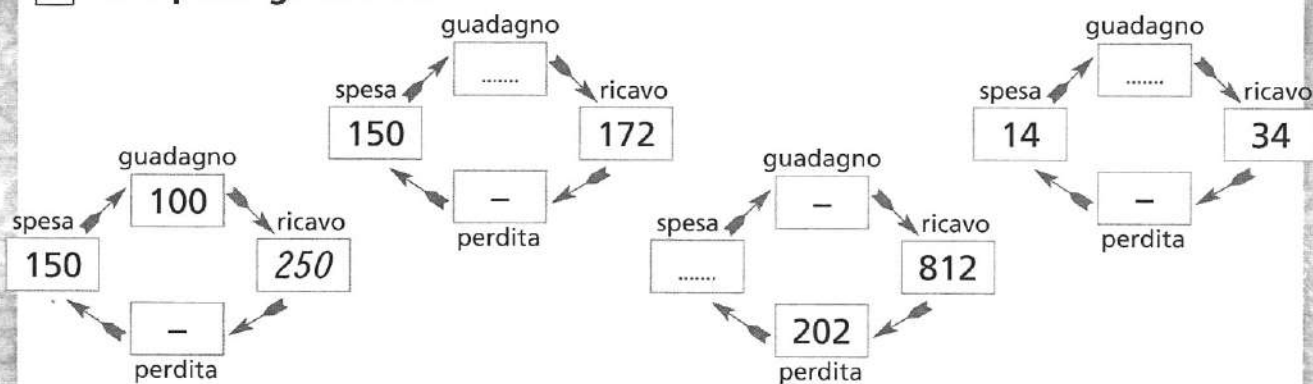 guadagno
100
spesa
150
ricavo
250
–
perdita
guadagno
.......
spesa
150
ricavo
172
–
perdita
guadagno
–
spesa
.......
ricavo
812
202
perdita
guadagno
.......
spesa
14
ricavo
34
–
perdita